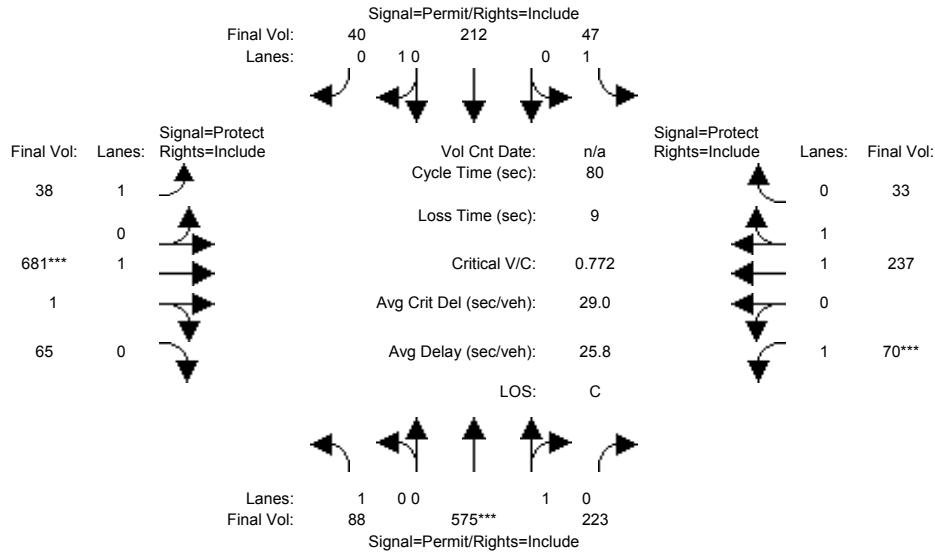 Signal=Permit/Rights=Include
Final Vol: 40 212 47
Lanes: 0 1 0 0 1
Signal=Protect Signal=Protect
Final Vol: Lanes: Rights=Include Vol Cnt Date: n/a Rights=Include Lanes: Final Vol:
Cycle Time (sec): 80
38 1 0 33
Loss Time (sec): 9
0 1
681*** 1 Critical V/C: 0.772 1 237
1 Avg Crit Del (sec/veh): 29.0 0
65 0 Avg Delay (sec/veh): 25.8 1 70***
LOS: C
Lanes: 1 0 0 1 0
Final Vol: 88 575*** 223
Signal=Permit/Rights=Include